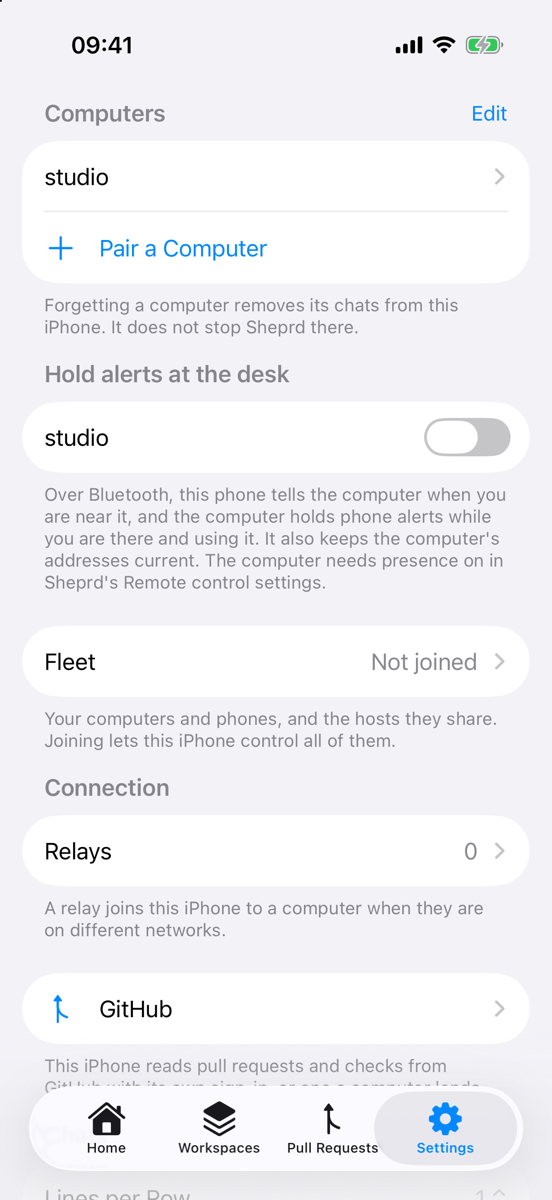 09:41
Computers
Edit
studio
Pair a Computer
Forgetting a computer removes its chats from this
iPhone. It does not stop Sheprd there.
Hold alerts at the desk
studio
Over Bluetooth, this phone tells the computer when you
are near it, and the computer holds phone alerts while
you are there and using it. It also keeps the computer's
addresses current. The computer needs presence on in
Sheprd's Remote control settings.
Fleet
Not joined
Your computers and phones, and the hosts they share.
Joining lets this iPhone control all of them.
Connection
Relays
0
A relay joins this iPhone to a computer when they are
on different networks.
GitHub
This iPhone reads pull requests and checks from
Home
Workspaces
Pull Requests
Settings
Lines per Row
1